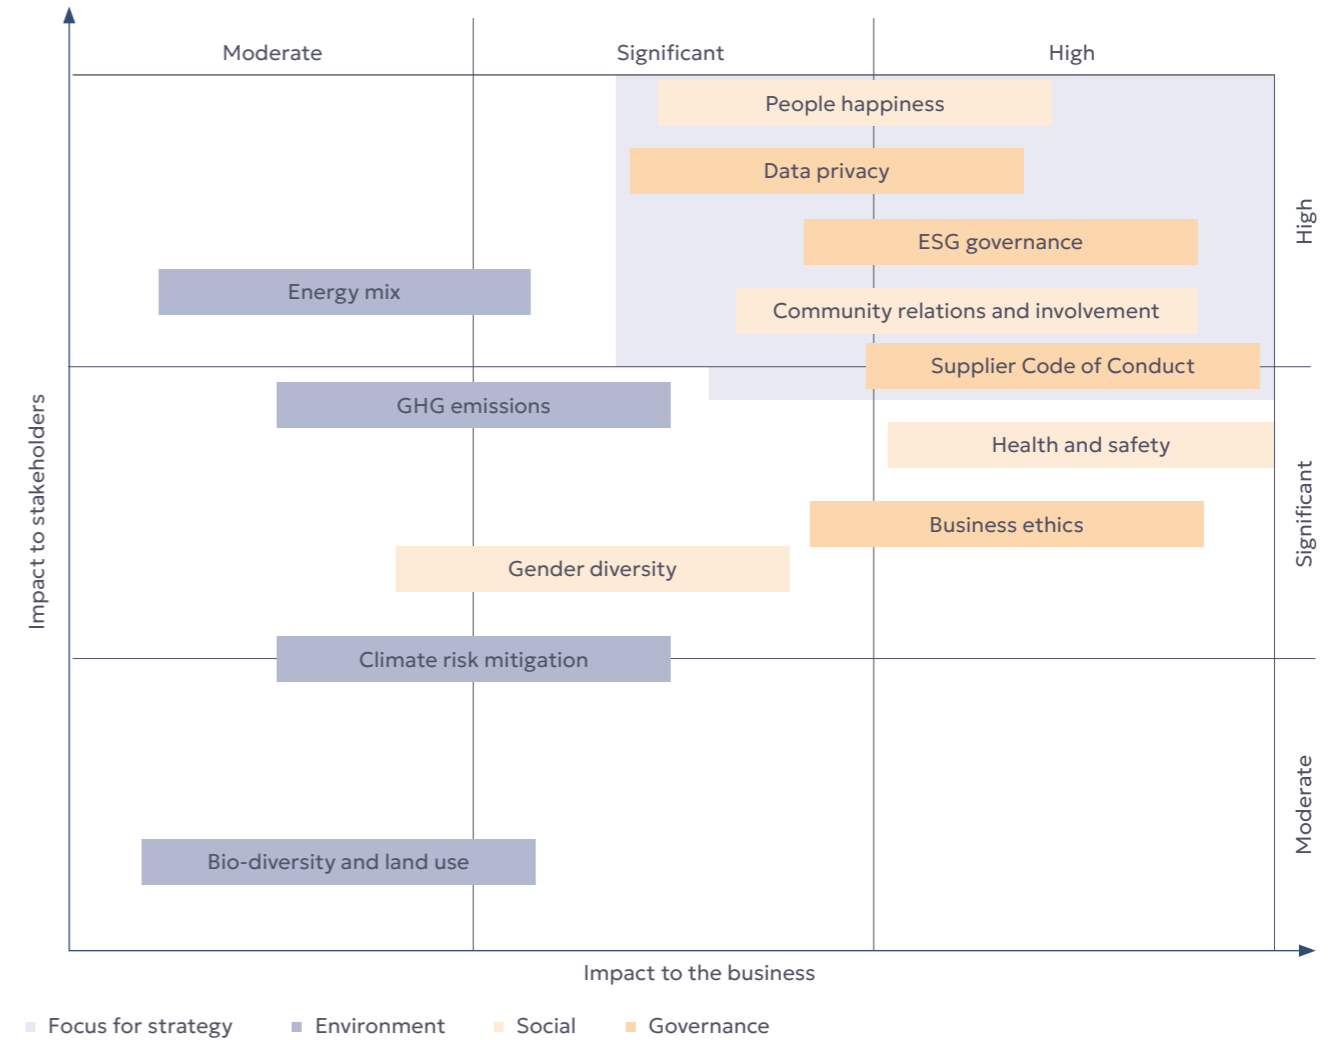 Moderate
Significant
High
People happiness
Data privacy
ESG governance
High
Energy mix
Community relations and involvement
Supplier Code of Conduct
GHG emissions
Health and safety
Impact to stakeholders
Significant
Business ethics
Gender diversity
Climate risk mitigation
Moderate
Bio-diversity and land use
Impact to the business
Focus for strategy
Environment
Social
Governance